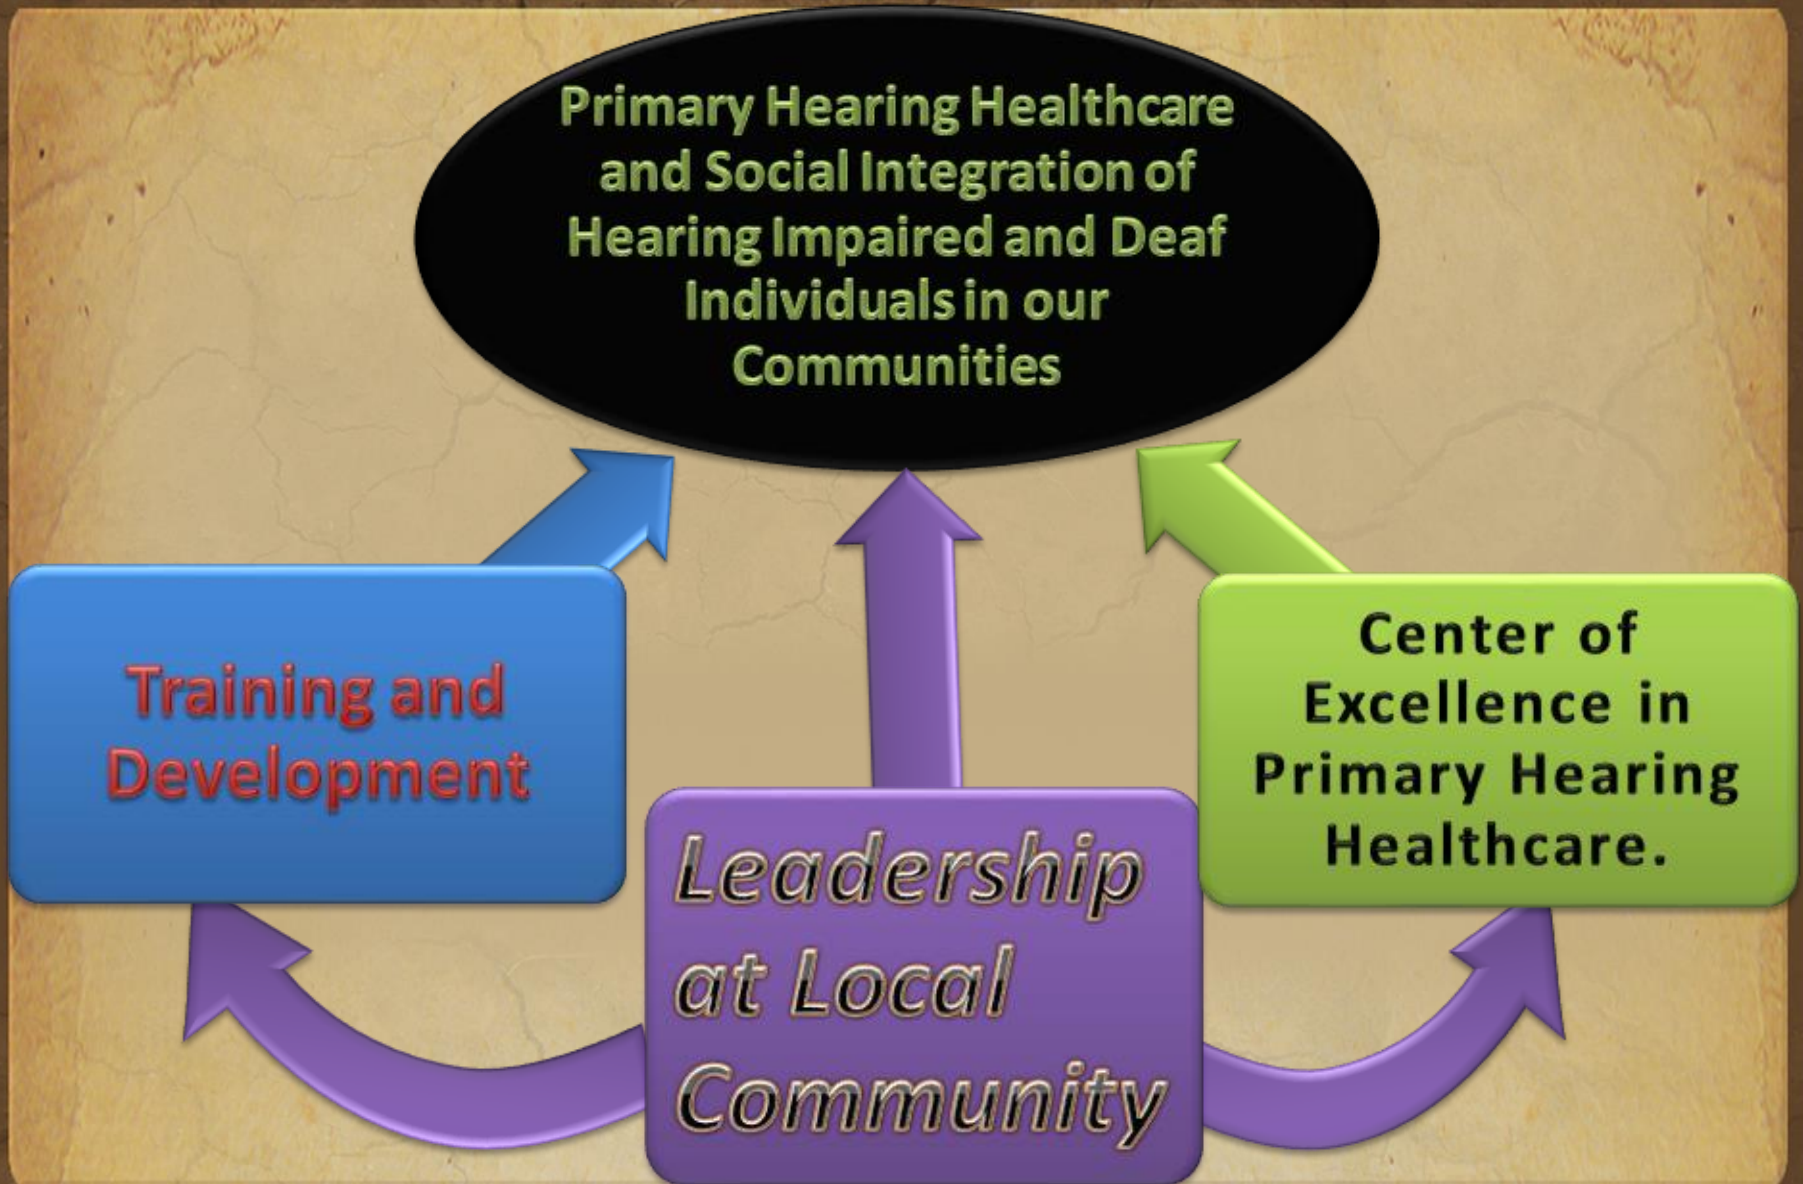 Primary Hearing Healthcare
and Social Integration of
Hearing Impaired and Deaf
Individuals in our
Communities
Training and
Development
Center of
Excellence in
Primary Hearing
Healthcare.
Leadership
at Local
Community